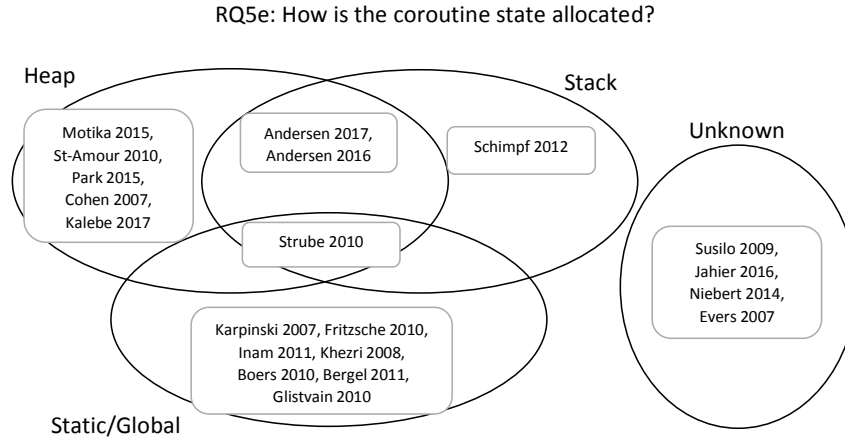 RQ5e: How is the coroutine state allocated?
Heap
Stack
Unknown
Motika 2015,
St-Amour 2010,
Park 2015,
Cohen 2007,
Kalebe 2017
Andersen 2017,
Andersen 2016
Schimpf 2012
Strube 2010
Susilo 2009,
Jahier 2016,
Niebert 2014,
Evers 2007
Karpinski 2007, Fritzsche 2010,
Inam 2011, Khezri 2008,
Boers 2010, Bergel 2011,
Glistvain 2010
Static/Global